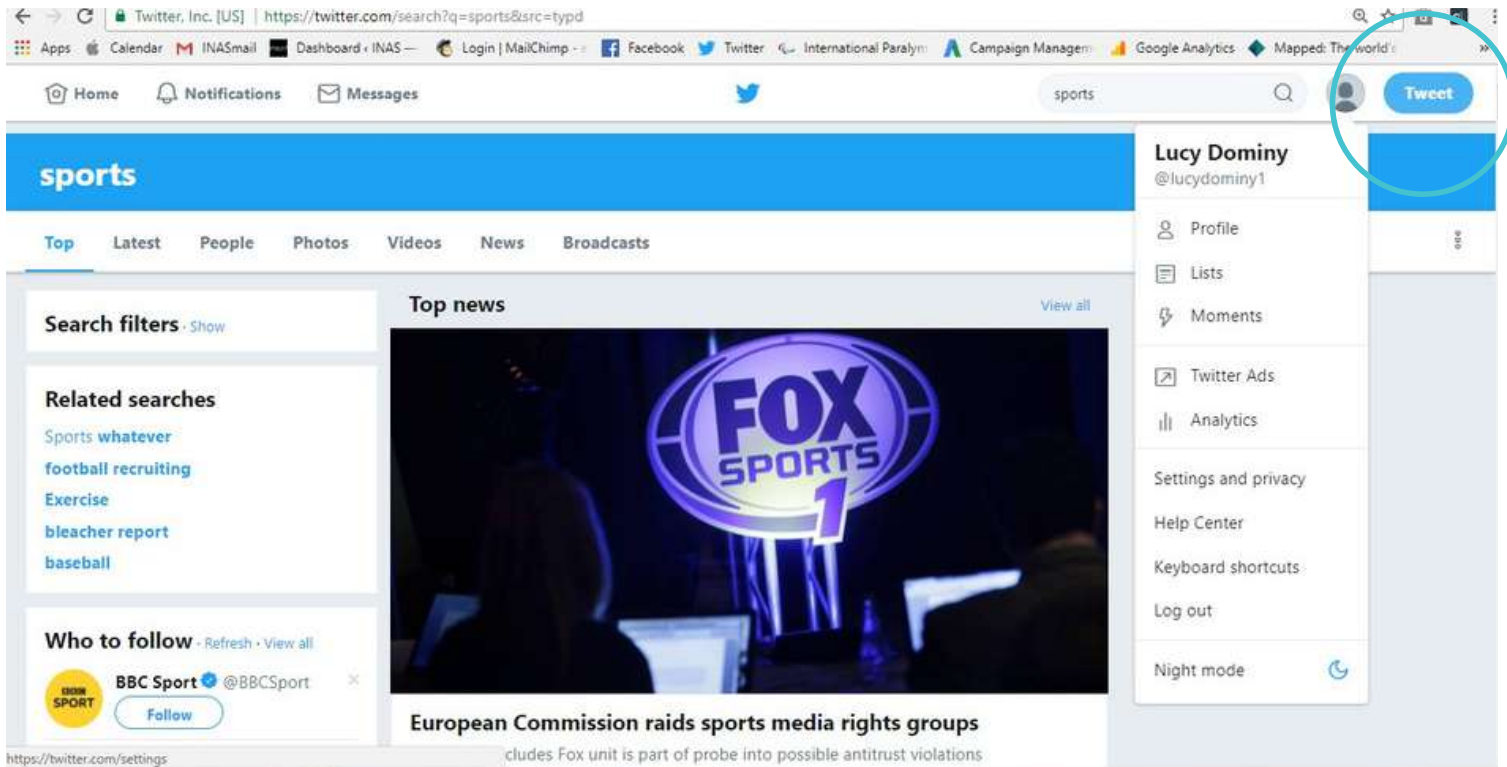 Twitter, Inc. [US] | https://twitter.com/search?q=sports&src=typd
Apps Calendar INASmail Dashboard ‹ INAS — Login | MailChimp - Facebook Twitter International Paralym Campaign Managem Google Analytics Mapped: The world's »
Home Notifications Messages sports Tweet
sports
Lucy Dominy
@lucydominy1
Top Latest People Photos Videos News Broadcasts
Profile
Lists
Moments
Twitter Ads
Analytics
Settings and privacy
Help Center
Keyboard shortcuts
Log out
Night mode
Search filters · Show
Related searches
Sports whatever
football recruiting
Exercise
bleacher report
baseball
Who to follow · Refresh · View all
BBC Sport @BBCSport
SPORT
Follow
Top news View all
FOX
SPORTS
1
European Commission raids sports media rights groups
cludes Fox unit is part of probe into possible antitrust violations
https://twitter.com/settings